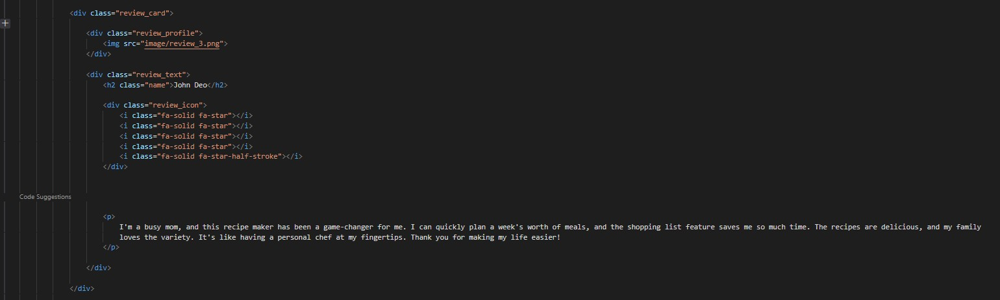 <div class="review_card">
<div class="review_profile">
<img src="image/review_3.png">
</div>
<div class="review_text">
<h2 class="name">John Deo</h2>
<div class="review_icon">
<i class="fa-solid fa-star"></i>
<i class="fa-solid fa-star"></i>
<i class="fa-solid fa-star"></i>
<i class="fa-solid fa-star"></i>
<i class="fa-solid fa-star-half-stroke"></i>
</div>
Code Suggestions
<p>
I'm a busy mom, and this recipe maker has been a game-changer for me. I can quickly plan a week's worth of meals, and the shopping list feature saves me so much time. The recipes are delicious, and my family
loves the variety. It's like having a personal chef at my fingertips. Thank you for making my life easier!
</p>
</div>
</div>